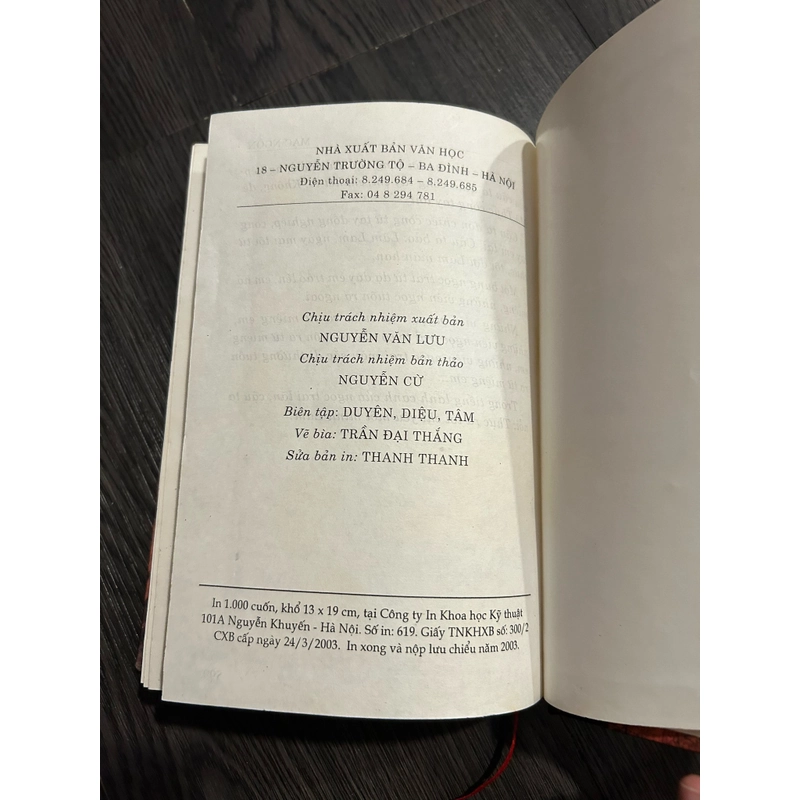 NHÀ XUẤT BẢN VĂN HỌC
18 – NGUYỄN TRƯỜNG TỘ – BA ĐÌNH – HÀ NỘI
Điện thoại: 8.249.684 – 8.249.685
Fax: 04 8 294 781
Chịu trách nhiệm xuất bản
NGUYỄN VĂN LƯU
Chịu trách nhiệm bản thảo
NGUYỄN CỪ
Biên tập: DUYÊN, DIỆU, TÂM
Vẽ bìa: TRẦN ĐẠI THẮNG
Sửa bản in: THANH THANH
In 1.000 cuốn, khổ 13 x 19 cm, tại Công ty In Khoa học Kỹ thuật
101A Nguyễn Khuyến - Hà Nội. Số in: 619. Giấy TNKHXB số: 300/2
CXB cấp ngày 24/3/2003. In xong và nộp lưu chiểu năm 2003.